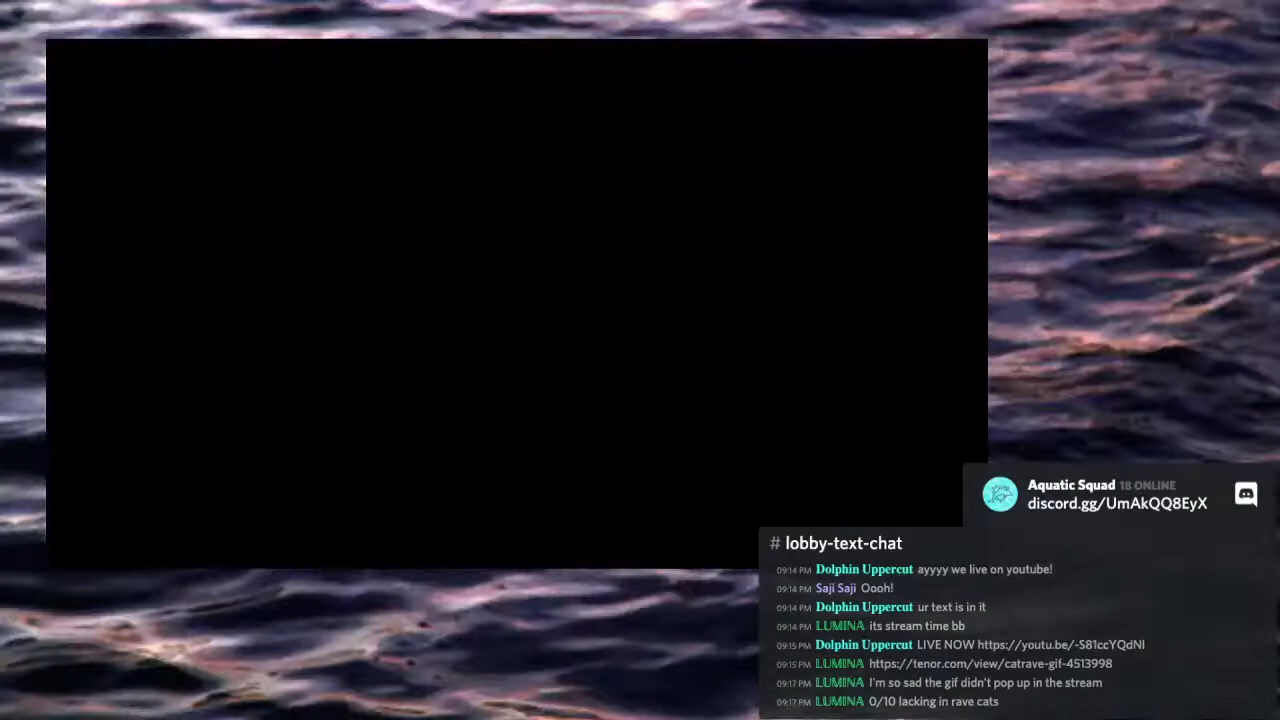 Aquatic Squad 18 ONLINE
discord.gg/UmAkQQ8EyX
# lobby-text-chat
09:14 PM Dolphin Uppercut ayyyy we live on youtube!
09:14 PM Saji Saji Oooh!
09:14 PM Dolphin Uppercut ur text is in it
09:14 PM LUMINA its stream time bb
09:15 PM Dolphin Uppercut LIVE NOW https://youtu.be/-S81ccYQdNI
09:15 PM LUMINA https://tenor.com/view/catrave-gif-4513998
09:17 PM LUMINA I'm so sad the gif didn't pop up in the stream
09:17 PM LUMINA 0/10 lacking in rave cats